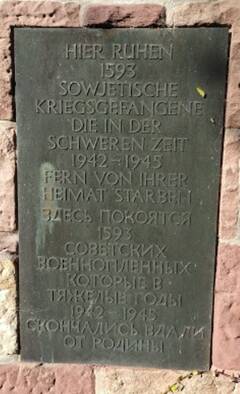 HIER RUHEN
1593
SOWJETISCHE
KRIEGSGEFANGENE
DIE IN DER
SCHWEREN ZEIT
1942-1945
FERN VON IHRER
HEIMAT STARBEN
ЗДЕСЬ ПОКОЯТСЯ
1593
СОВЕТСКИХ
ВОЕННОПЛЕННЫХ
КОТОРЫЕ В
ТЯЖЕЛЫЕ ГОДЫ
1942-1945
СКОНЧАЛИСЬ ВДАЛИ
ОТ РОДИНЫ